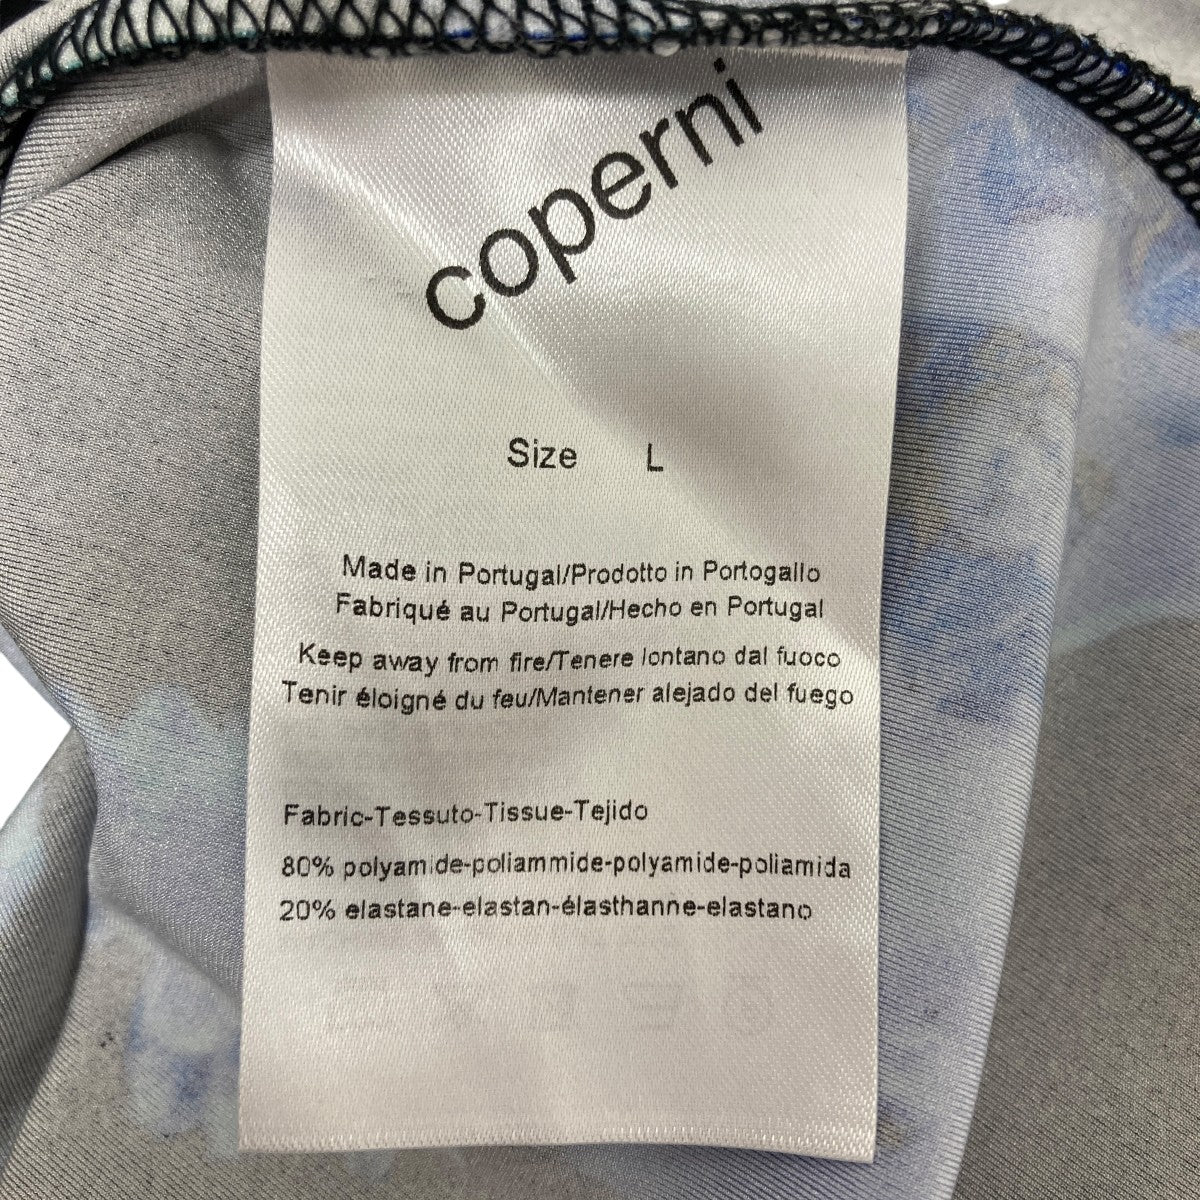 coperni
Size L
Made in Portugal/Prodotto in Portogallo
Fabriqué au Portugal/Hecho en Portugal
Keep away from fire/Tenere lontano dal fuoco
Tenir éloigné du feu/Mantener alejado del fuego
Fabric-Tessuto-Tissue-Tejido
80% polyamide-poliammide-polyamide-poliamida
20% elastane-elastan-élasthanne-elastano